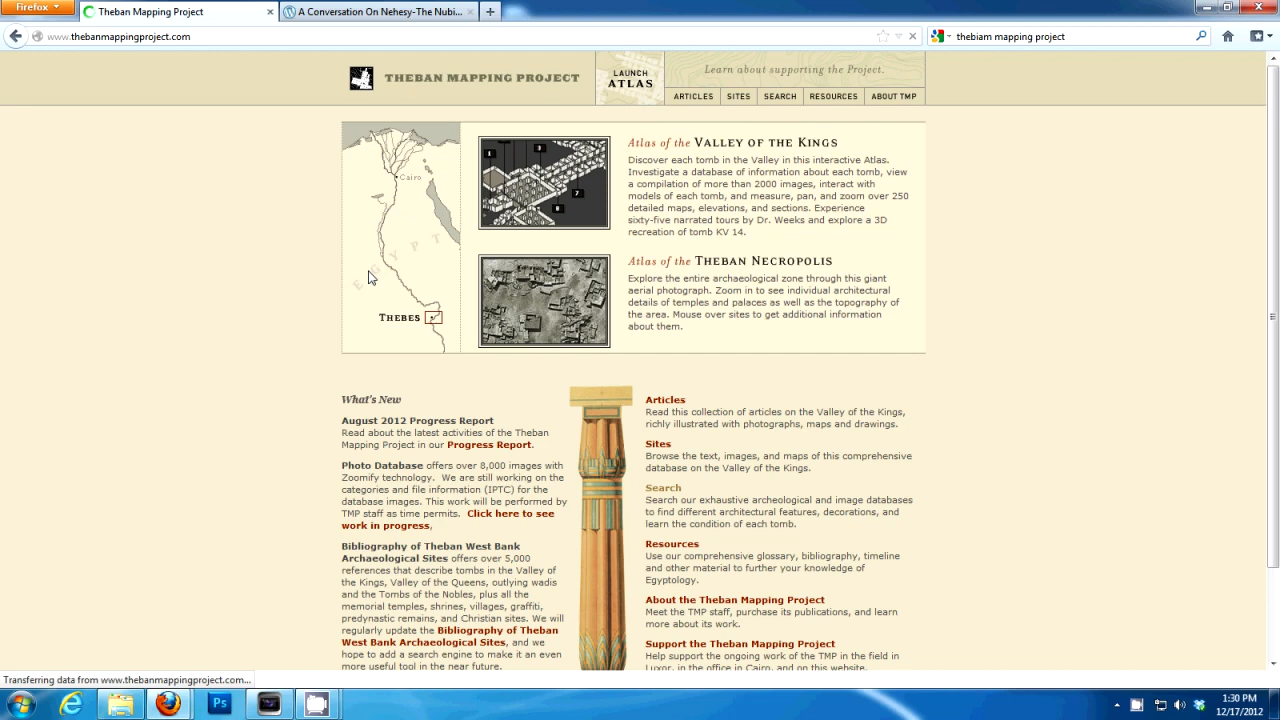 Firefox
Theban Mapping Project
A Conversation On Nehesy-The Nubi...
www.thebanmappingproject.com
thebiam mapping project
THEBAN MAPPING PROJECT
LAUNCH
ATLAS
Learn about supporting the Project.
ARTICLES
SITES
SEARCH
RESOURCES
ABOUT TMP
Cairo
EGYPT
THEBES
1
3
7
8
Atlas of the VALLEY OF THE KINGS
Discover each tomb in the Valley in this interactive Atlas.
Investigate a database of information about each tomb, view
a compilation of more than 2000 images, interact with
models of each tomb, and measure, pan, and zoom over 250
detailed maps, elevations, and sections. Experience
sixty-five narrated tours by Dr. Weeks and explore a 3D
recreation of tomb KV 14.
Atlas of the THEBAN NECROPOLIS
Explore the entire archaeological zone through this giant
aerial photograph. Zoom in to see individual architectural
details of temples and palaces as well as the topography of
the area. Mouse over sites to get additional information
about them.
What's New
August 2012 Progress Report
Read about the latest activities of the Theban
Mapping Project in our Progress Report.
Photo Database offers over 8,000 images with
Zoomify technology. We are still working on the
categories and file information (IPTC) for the
database images. This work will be performed by
TMP staff as time permits. Click here to see
work in progress,
Bibliography of Theban West Bank
Archaeological Sites offers over 5,000
references that describe tombs in the Valley of
the Kings, Valley of the Queens, outlying wadis
and the Tombs of the Nobles, plus all the
memorial temples, shrines, villages, graffiti,
predynastic remains, and Christian sites. We will
regularly update the Bibliography of Theban
West Bank Archaeological Sites, and we
hope to add a search engine to make it an even
more useful tool in the near future.
Articles
Read this collection of articles on the Valley of the Kings,
richly illustrated with photographs, maps and drawings.
Sites
Browse the text, images, and maps of this comprehensive
database on the Valley of the Kings.
Search
Search our exhaustive archeological and image databases
to find different architectural features, decorations, and
learn the condition of each tomb.
Resources
Use our comprehensive glossary, bibliography, timeline
and other material to further your knowledge of
Egyptology.
About the Theban Mapping Project
Meet the TMP staff, purchase its publications, and learn
more about its work.
Support the Theban Mapping Project
Help support the ongoing work of the TMP in the field in
Luxor, in the office in Cairo, and on this website.
Transferring data from www.thebanmappingproject.com...
Ps
1:30 PM
12/17/2012